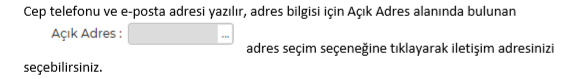 Cep telefonu ve e-posta adresi yazılır, adres bilgisi için Açık Adres alanında bulunan
Açık Adres : ...
adres seçim seçeneğine tıklayarak iletişim adresinizi
seçebilirsiniz.